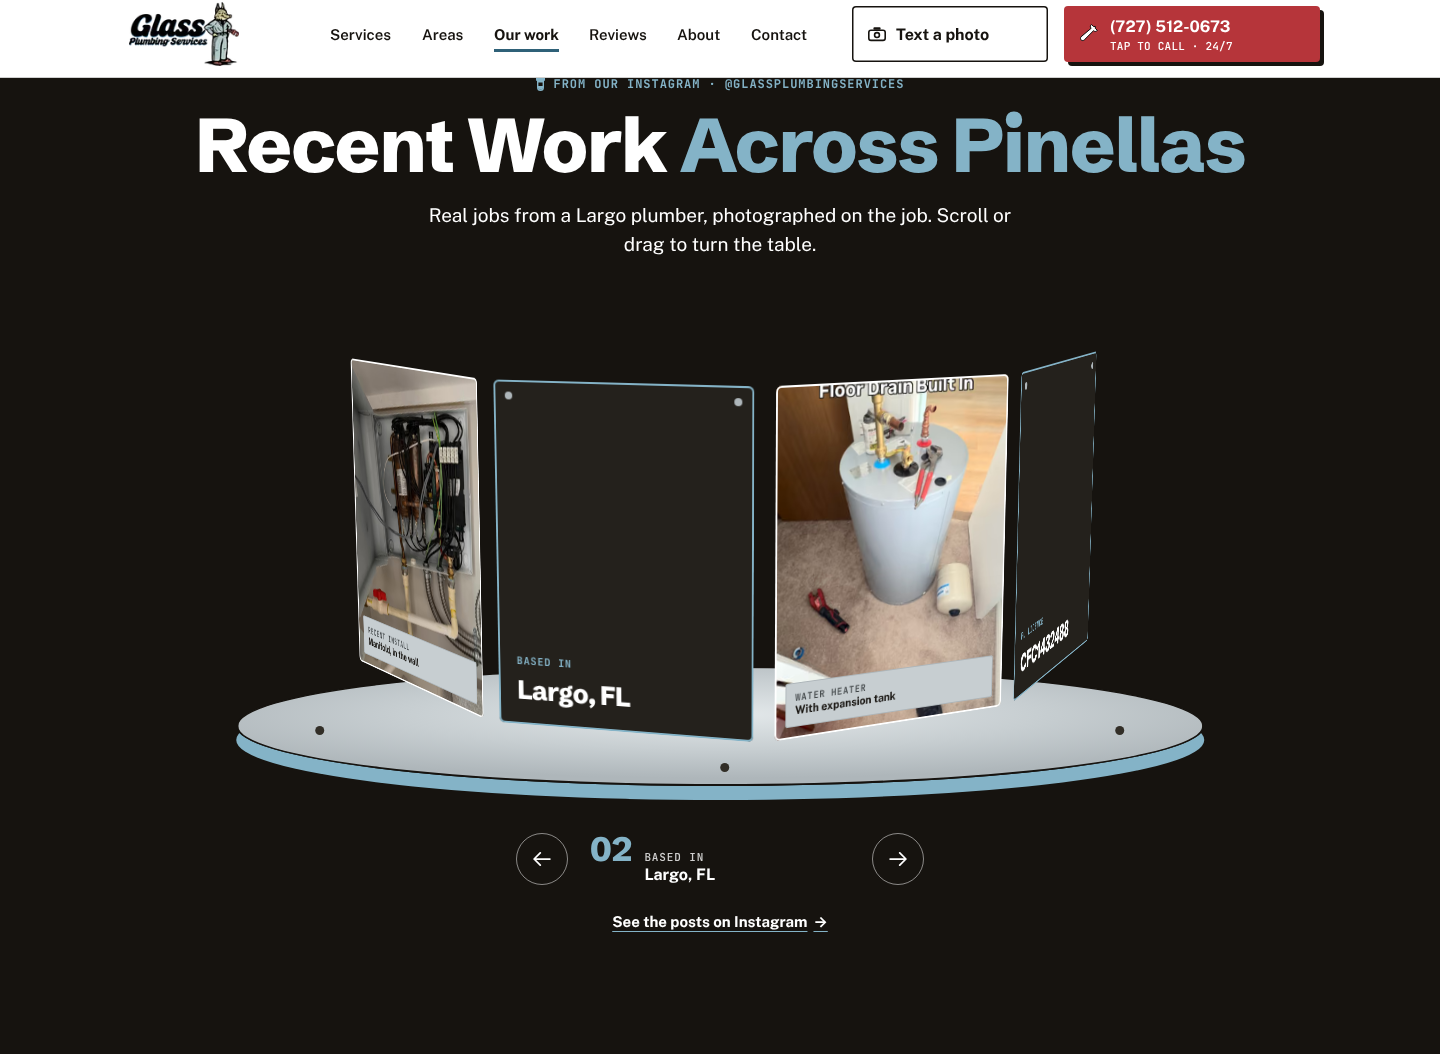 Glass
Plumbing Services
Services
Areas
Our work
Reviews
About
Contact
Text a photo
(727) 512-0673
TAP TO CALL · 24/7
FROM OUR INSTAGRAM · @GLASSPLUMBINGSERVICES
Recent Work Across Pinellas
Real jobs from a Largo plumber, photographed on the job. Scroll or
drag to turn the table.
RECENT INSTALL
Manifold, in the wall
BASED IN
Largo, FL
Floor Drain Built In
WATER HEATER
With expansion tank
CFC1432488
02
BASED IN
Largo, FL
See the posts on Instagram →